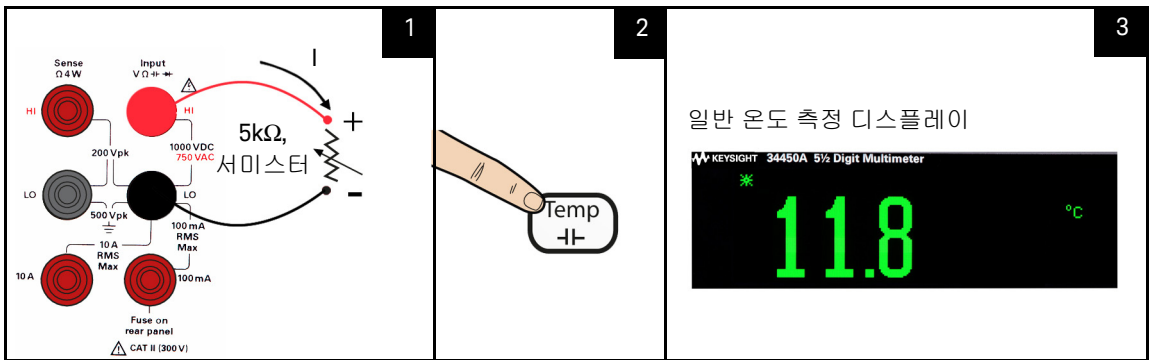 1
Sense
Ω 4 W
Input
V Ω
I
HI
HI
+
5kΩ,
서미스터
200 Vpk
1000 VDC
750 VAC
LO
LO
-
500 Vpk
100 mA
RMS
Max
10 A
RMS
Max
10 A
100 mA
Fuse on
rear panel
CAT II (300 V)
2
Temp
3
일반 온도 측정 디스플레이
KEYSIGHT 34450A 5½ Digit Multimeter
11.8
°C